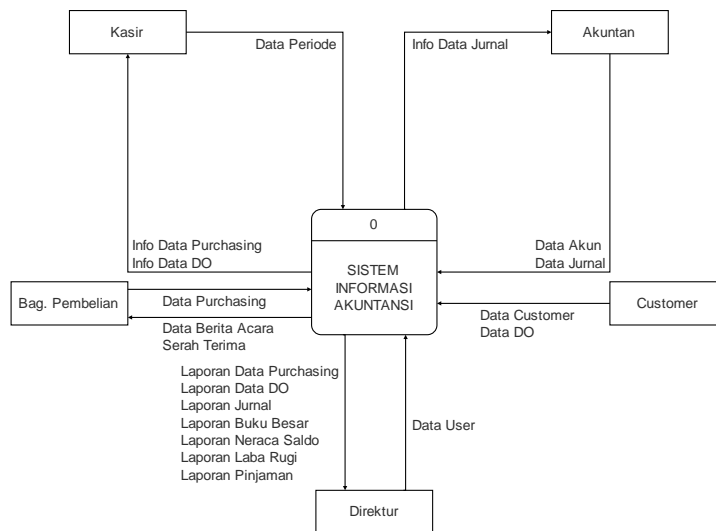 Kasir
Data Periode
Info Data Jurnal
Akuntan
0
SISTEM
INFORMASI
AKUNTANSI
Info Data Purchasing
Info Data DO
Data Akun
Data Jurnal
Bag. Pembelian
Data Purchasing
Data Berita Acara
Serah Terima
Customer
Data Customer
Data DO
Laporan Data Purchasing
Laporan Data DO
Laporan Jurnal
Laporan Buku Besar
Laporan Neraca Saldo
Laporan Laba Rugi
Laporan Pinjaman
Data User
Direktur